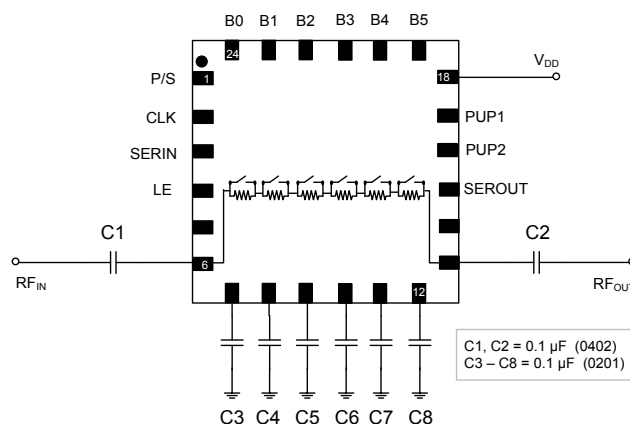 B0 B1 B2 B3 B4 B5
24
P/S 1 18 VDD
CLK PUP1
SERIN PUP2
LE SEROUT
C1 C2
6
RFIN RFOUT
12
C1, C2 = 0.1 µF (0402)
C3 – C8 = 0.1 µF (0201)
C3 C4 C5 C6 C7 C8